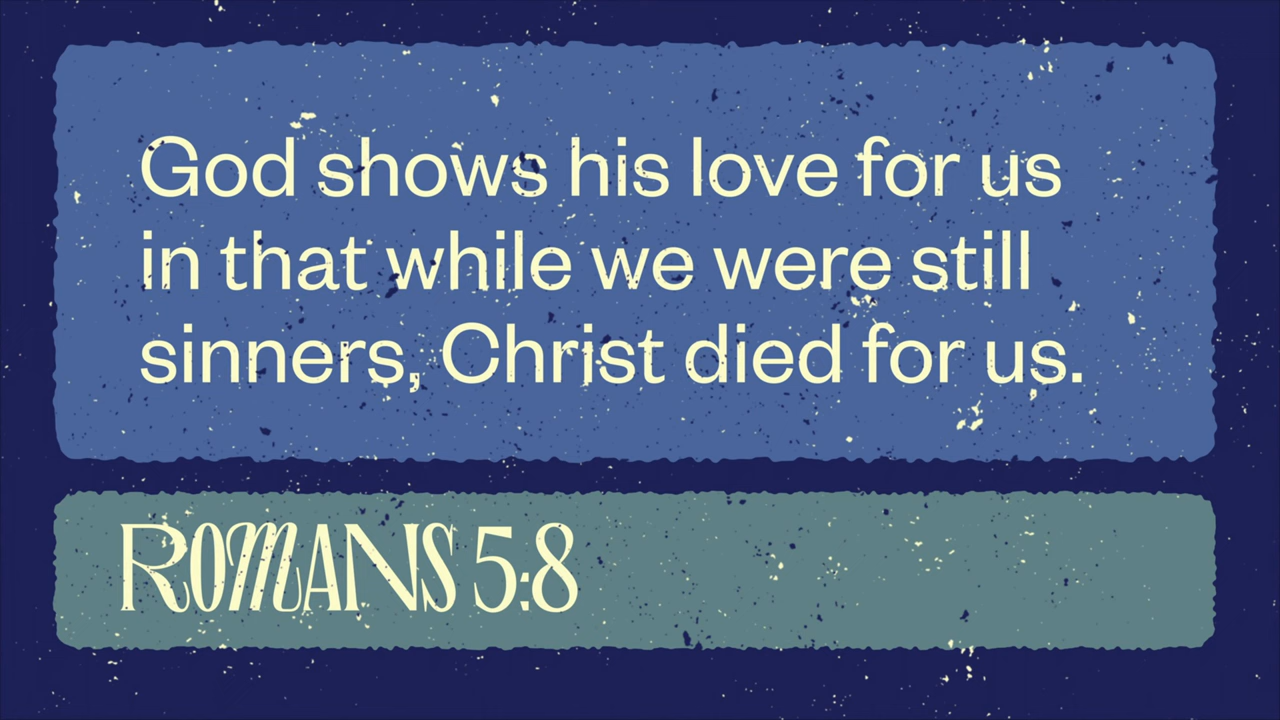 God shows his love for us
in that while we were still
sinners, Christ died for us.
ROMANS 5:8